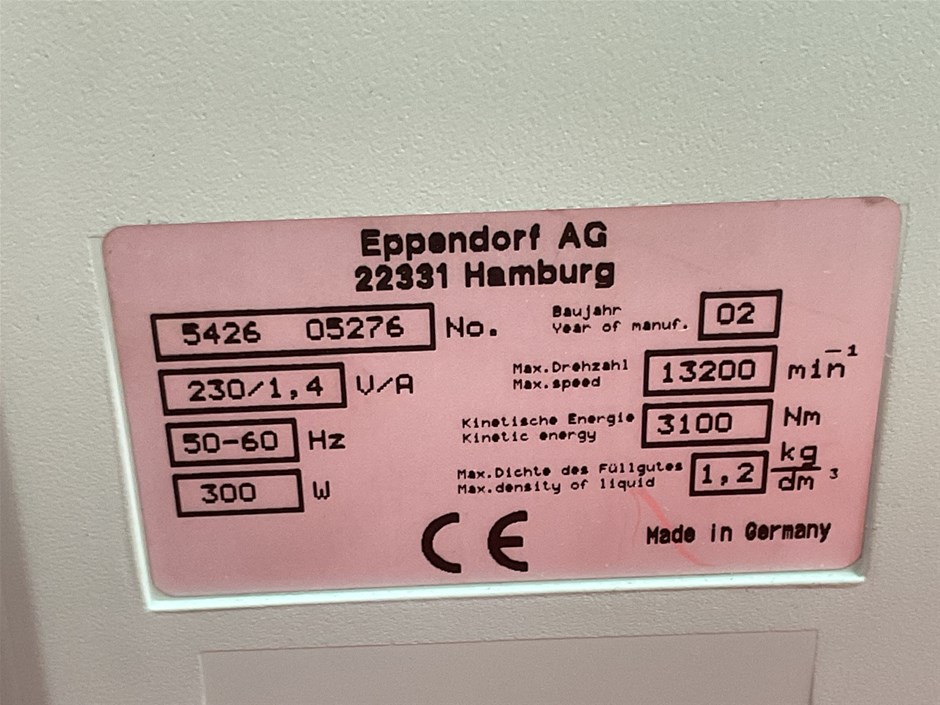 Eppendorf AG
22331 Hamburg
5426 05276 No.
Baujahr
Year of manuf. 02
230/1,4 V/A
Max.Drehzahl
Max.speed 13200 min⁻¹
50-60 Hz
Kinetische Energie
Kinetic energy 3100 Nm
300 W
Max.Dichte des Füllgutes
Max.density of liquid 1,2 kg/dm³
CE
Made in Germany